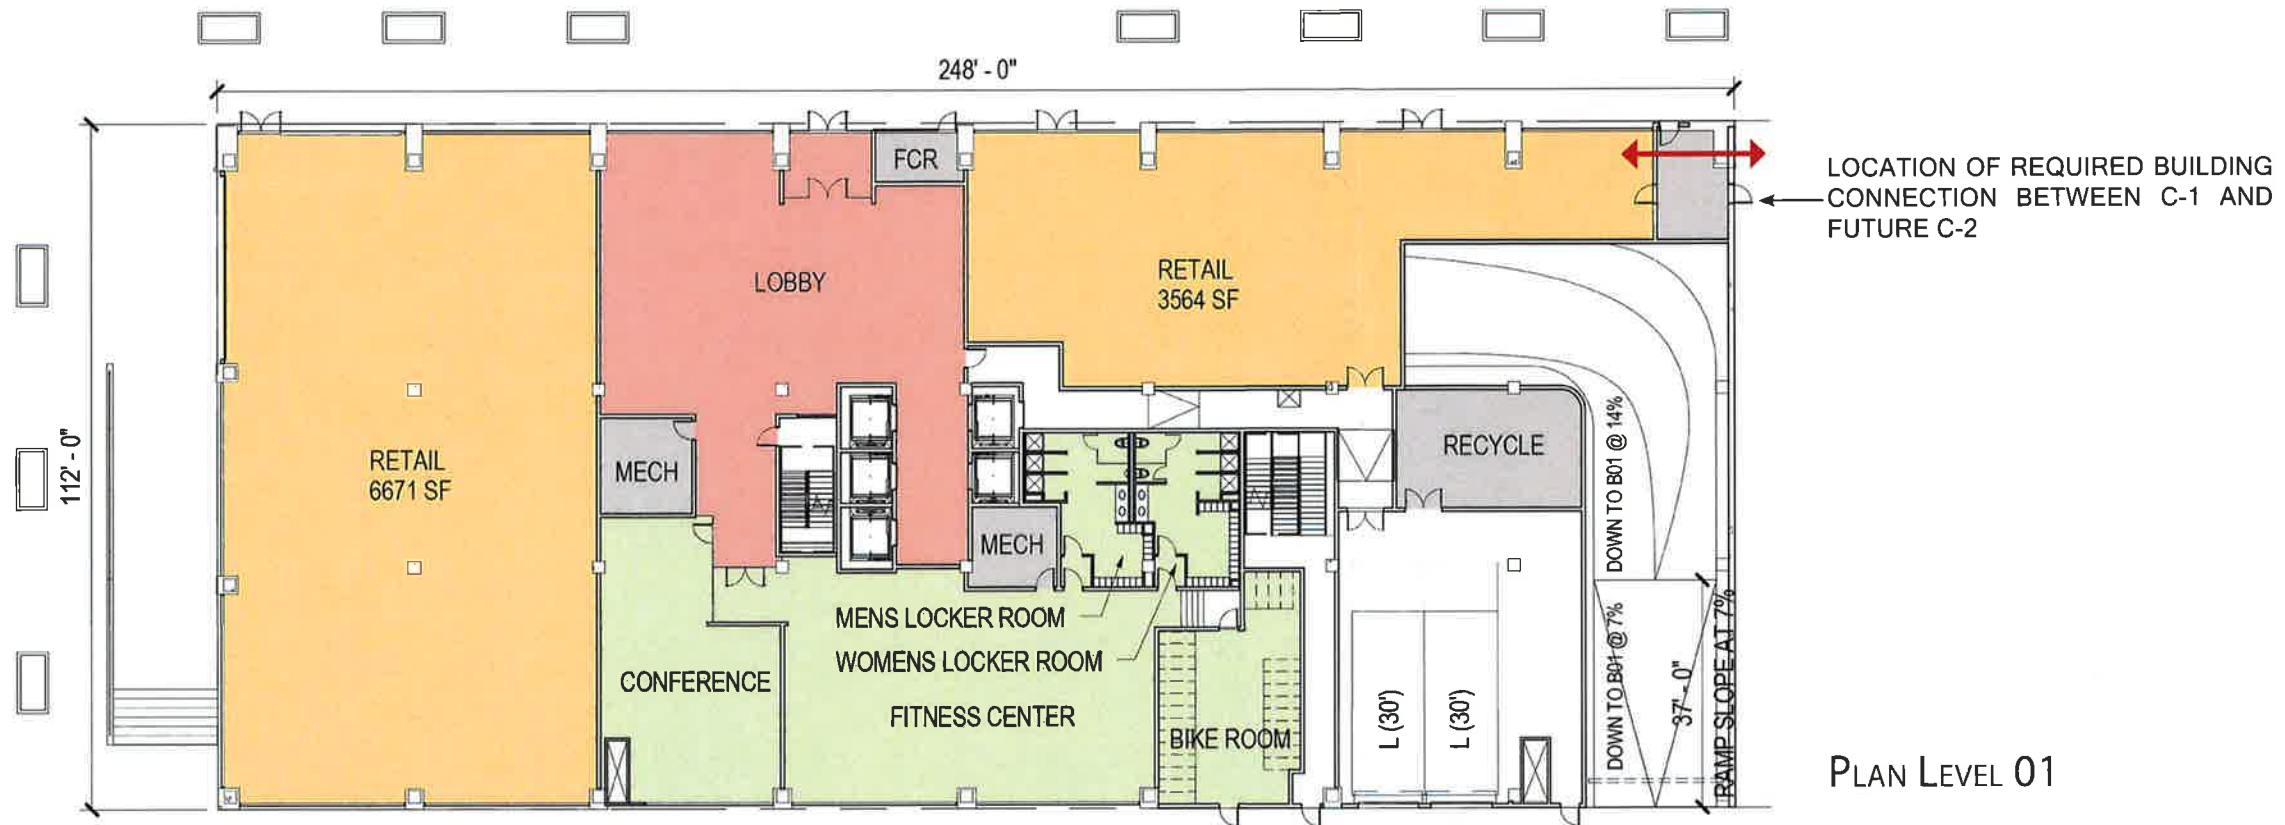 248' - 0"
FCR
LOCATION OF REQUIRED BUILDING
CONNECTION BETWEEN C-1 AND
FUTURE C-2
LOBBY
RETAIL
3564 SF
112' - 0"
RETAIL
6671 SF
MECH
MECH
RECYCLE
DOWN TO B01 @ 14%
MENS LOCKER ROOM
WOMENS LOCKER ROOM
CONFERENCE
FITNESS CENTER
BIKE ROOM
L (30')
L (30')
DOWN TO B01 @ 7%
37' - 0"
RAMP SLOPE AT 7%
PLAN LEVEL 01